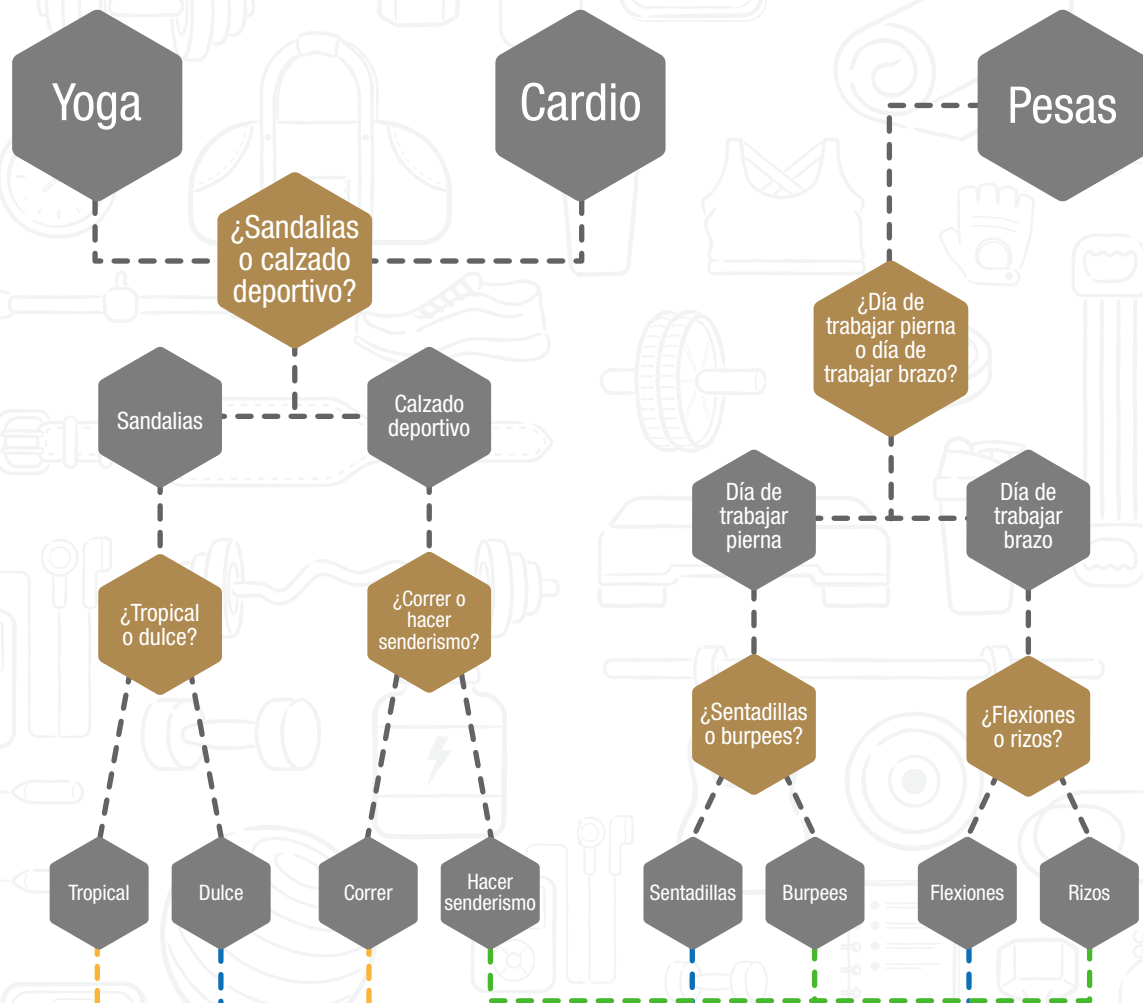 Yoga
Cardio
Pesas
¿Sandalias
o calzado
deportivo?
¿Día de
trabajar pierna
o día de
trabajar brazo?
Sandalias
Calzado
deportivo
Día de
trabajar
pierna
Día de
trabajar
brazo
¿Tropical
o dulce?
¿Correr o
hacer
senderismo?
¿Sentadillas
o burpees?
¿Flexiones
o rizos?
Tropical
Dulce
Correr
Hacer
senderismo
Sentadillas
Burpees
Flexiones
Rizos